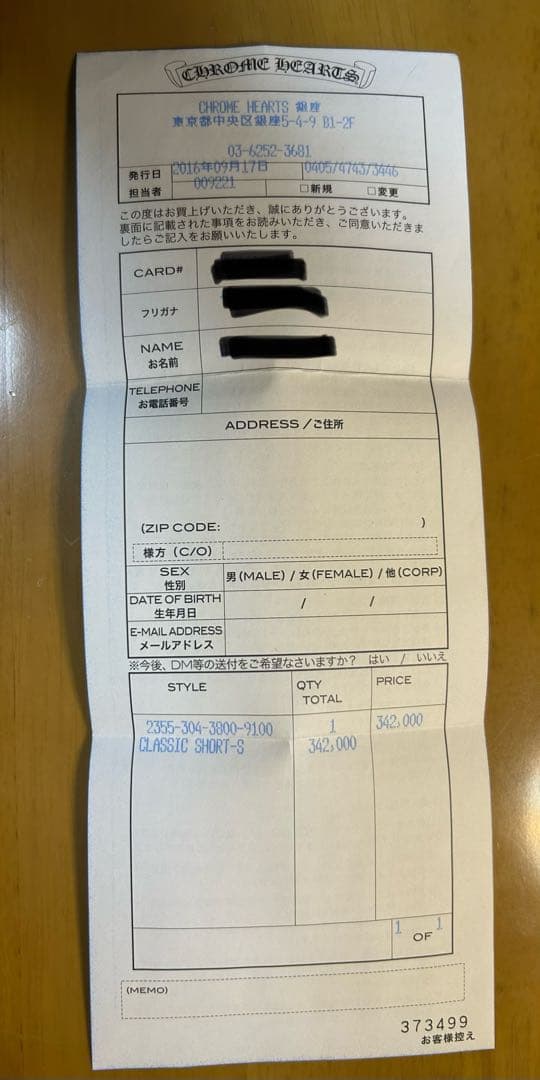 CHROME HEARTS
CHROME HEARTS 銀座
東京都中央区銀座5-4-9 B1-2F
03-6252-3681
発行日 2016年09月17日 0405/4743/3446
担当者 009221 □新規 □変更
この度はお買上げいただき、誠にありがとうございます。
裏面に記載された事項をお読みいただき、ご同意いただきま
したらご記入をお願いいたします。
CARD#
フリガナ
NAME
お名前
TELEPHONE
お電話番号
ADDRESS/ご住所
(ZIP CODE: )
様方 (C/O)
SEX
性別
男(MALE) / 女(FEMALE) / 他(CORP)
DATE OF BIRTH
生年月日
/ /
E-MAIL ADDRESS
メールアドレス
※今後、DM等の送付をご希望なさいますか? はい / いいえ
STYLE QTY PRICE
TOTAL
2355-304-3800-9100 1 342,000
CLASSIC SHORT-S 342,000
1 OF 1
(MEMO)
373499
お客様控え